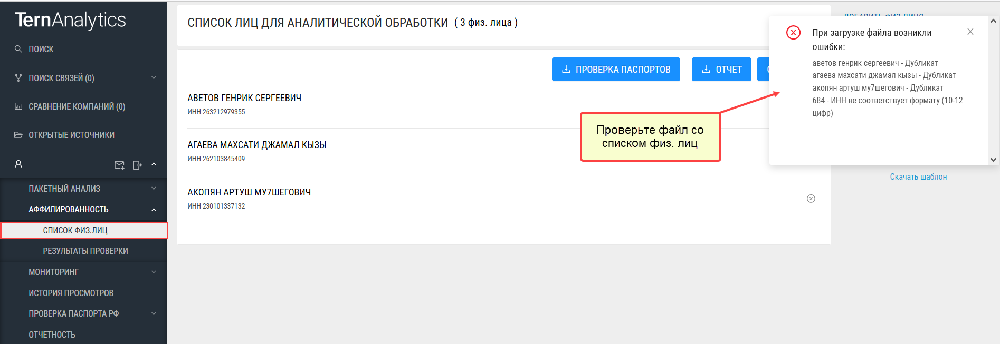 TernAnalytics
ПОИСК
ПОИСК СВЯЗЕЙ (0)
СРАВНЕНИЕ КОМПАНИЙ (0)
ОТКРЫТЫЕ ИСТОЧНИКИ
ПАКЕТНЫЙ АНАЛИЗ
АФФИЛИРОВАННОСТЬ
СПИСОК ФИЗ.ЛИЦ
РЕЗУЛЬТАТЫ ПРОВЕРКИ
МОНИТОРИНГ
ИСТОРИЯ ПРОСМОТРОВ
ПРОВЕРКА ПАСПОРТА РФ
ОТЧЕТНОСТЬ
СПИСОК ЛИЦ ДЛЯ АНАЛИТИЧЕСКОЙ ОБРАБОТКИ ( 3 физ. лица )
ПРОВЕРКА ПАСПОРТОВ
ОТЧЕТ
АВЕТОВ ГЕНРИК СЕРГЕЕВИЧ
ИНН 263212979355
АГАЕВА МАХСАТИ ДЖАМАЛ КЫЗЫ
ИНН 262103845409
АКОПЯН АРТУШ МУ7ШЕГОВИЧ
ИНН 230101337132
Проверьте файл со
списком физ. лиц
ДОБАВИТЬ ФИЗ ЛИЦО
При загрузке файла возникли
ошибки:
аветов генрик сергеевич - Дубликат
агаева махсати джамал кызы - Дубликат
акопян артуш му7шегович - Дубликат
684 - ИНН не соответствует формату (10-12
цифр)
Скачать шаблон